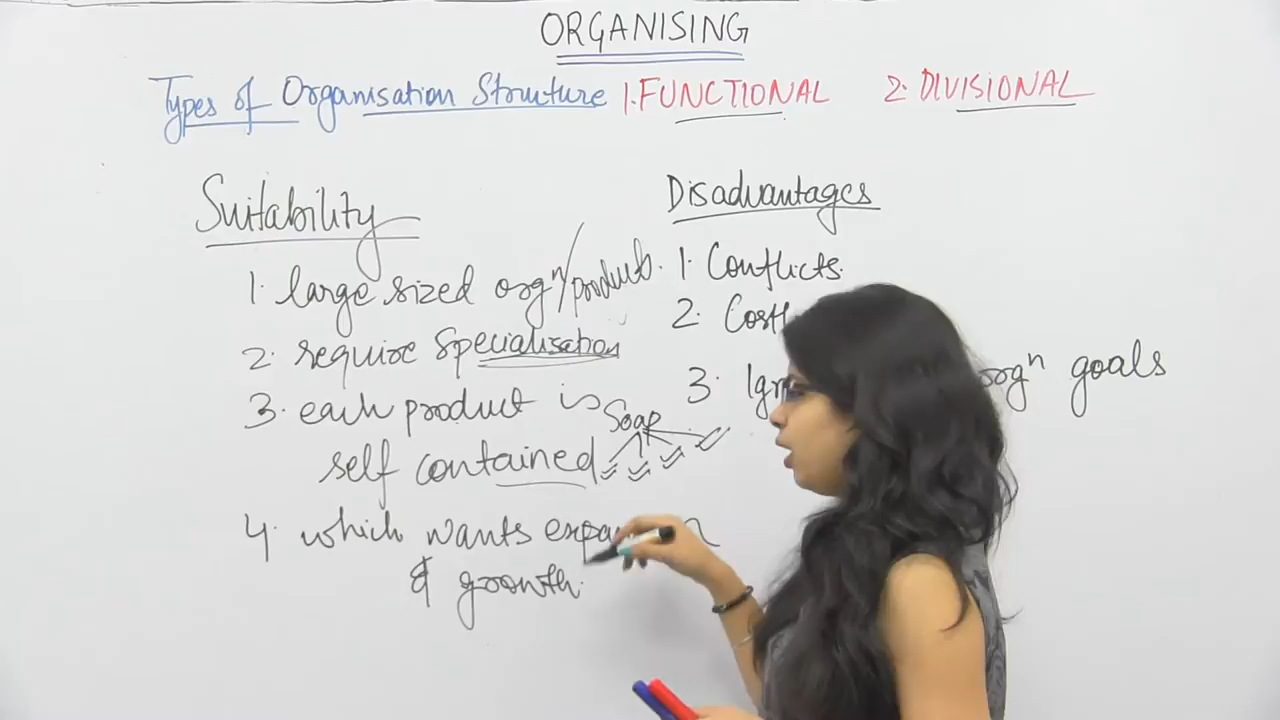 ORGANISING
Types of Organisation Structure 1. FUNCTIONAL 2. DIVISIONAL
Suitability
1. large sized orgⁿ/products.
2. require Specialisation
3. each product is
self contained
Soap
4. which wants
& growth.
Disadvantages
1. Conflicts.
2.
3. orgⁿ goals